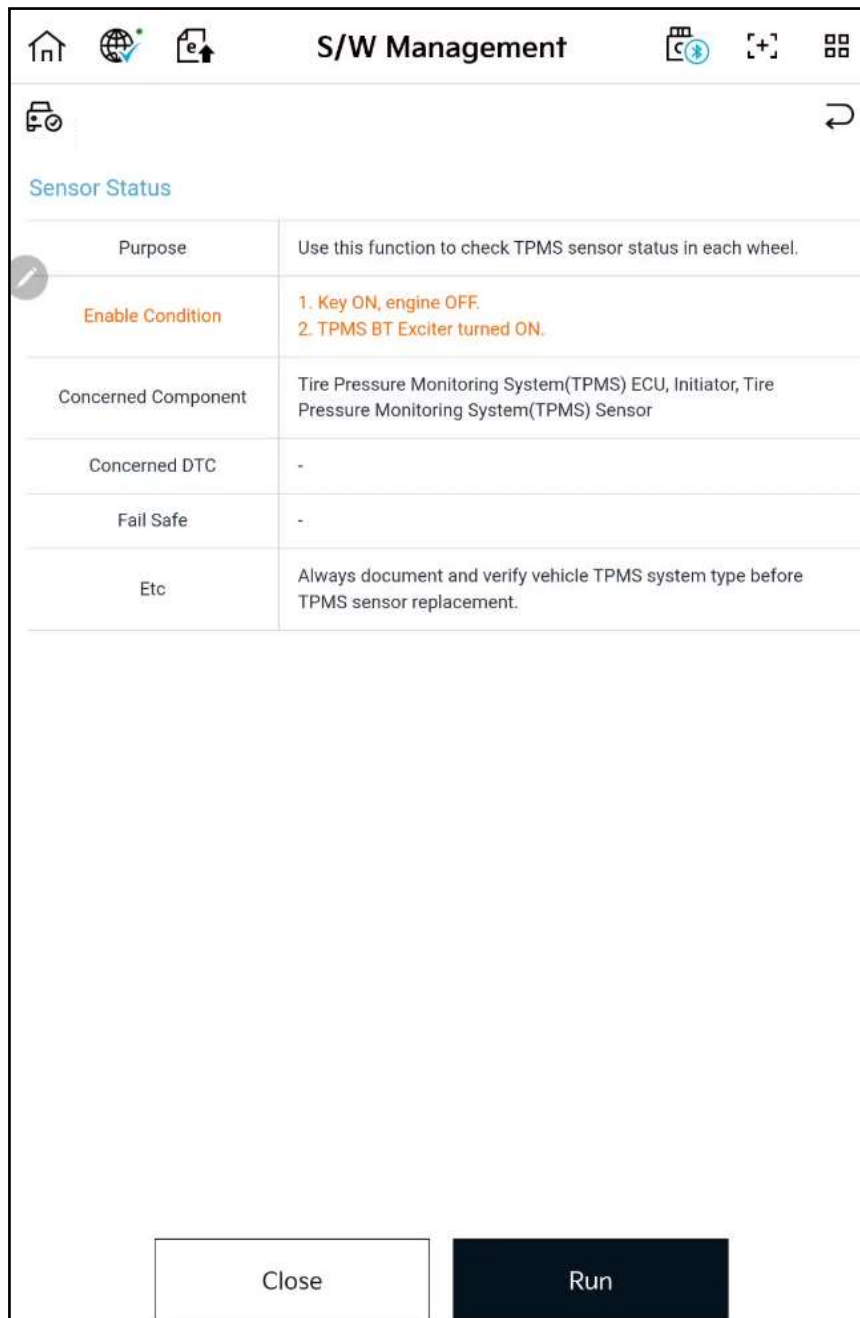 S/W Management
Sensor Status
Purpose
Use this function to check TPMS sensor status in each wheel.
Enable Condition
1. Key ON, engine OFF.
2. TPMS BT Exciter turned ON.
Concerned Component
Tire Pressure Monitoring System(TPMS) ECU, Initiator, Tire
Pressure Monitoring System(TPMS) Sensor
Concerned DTC
-
Fail Safe
-
Etc
Always document and verify vehicle TPMS system type before
TPMS sensor replacement.
Close
Run